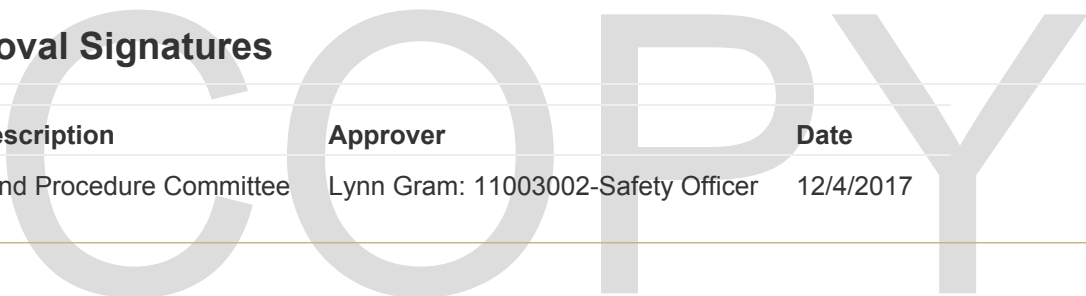 COPY
oval Signatures
escription Approver Date
nd Procedure Committee Lynn Gram: 11003002-Safety Officer 12/4/2017